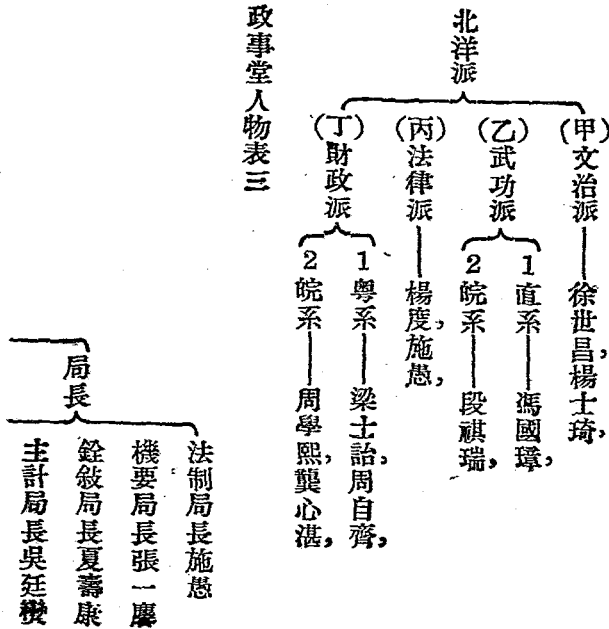 北洋派
(甲)文治派——徐世昌，楊士琦，
(乙)武功派
1直系——馮國璋，
2皖系——段祺瑞，
(丙)法律派——楊度，施愚，
(丁)財政派
1粵系——梁士詒，周自齊，
2皖系——周學熙，龔心湛，
政事堂人物表三
局長
法制局長施愚
機要局長張一麐
銓敍局長夏壽康
主計局長吳廷燮